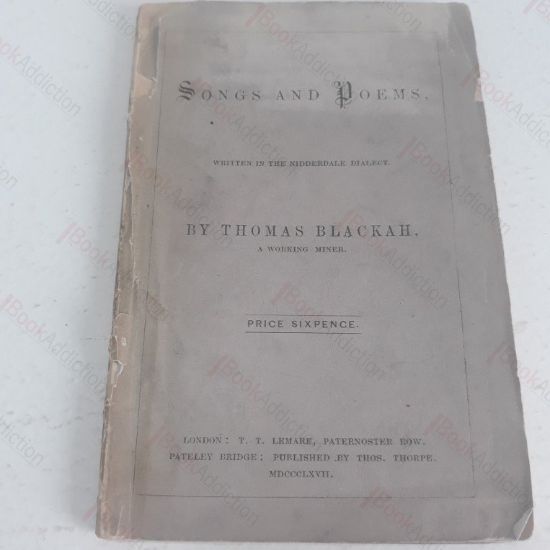 SONGS AND POEMS,
WRITTEN IN THE NIDDERDALE DIALECT.
BY THOMAS BLACKAH,
A WORKING MINER.
PRICE SIXPENCE.
LONDON: T. T. LEMARE, PATERNOSTER ROW.
PATELEY BRIDGE: PUBLISHED BY THOS. THORPE.
MDCCCLXVII.
BookAddiction